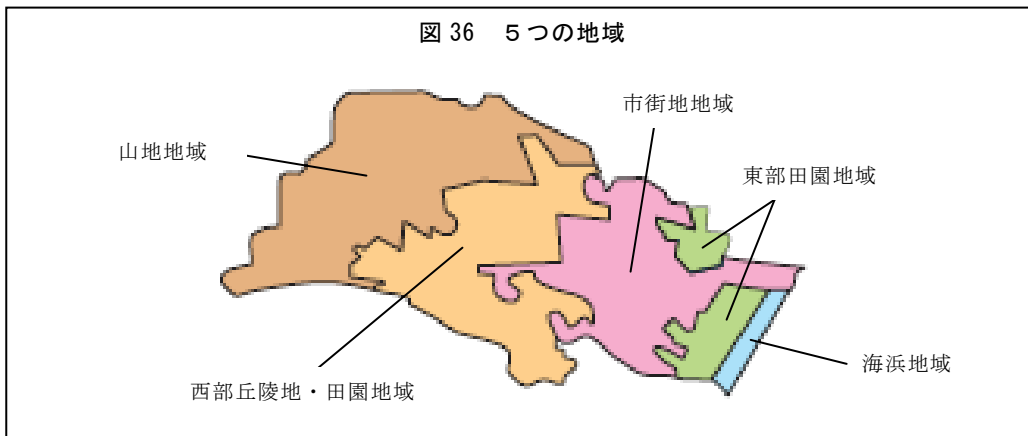 図 36　５つの地域
市街地地域
山地地域
東部田園地域
海浜地域
西部丘陵地・田園地域